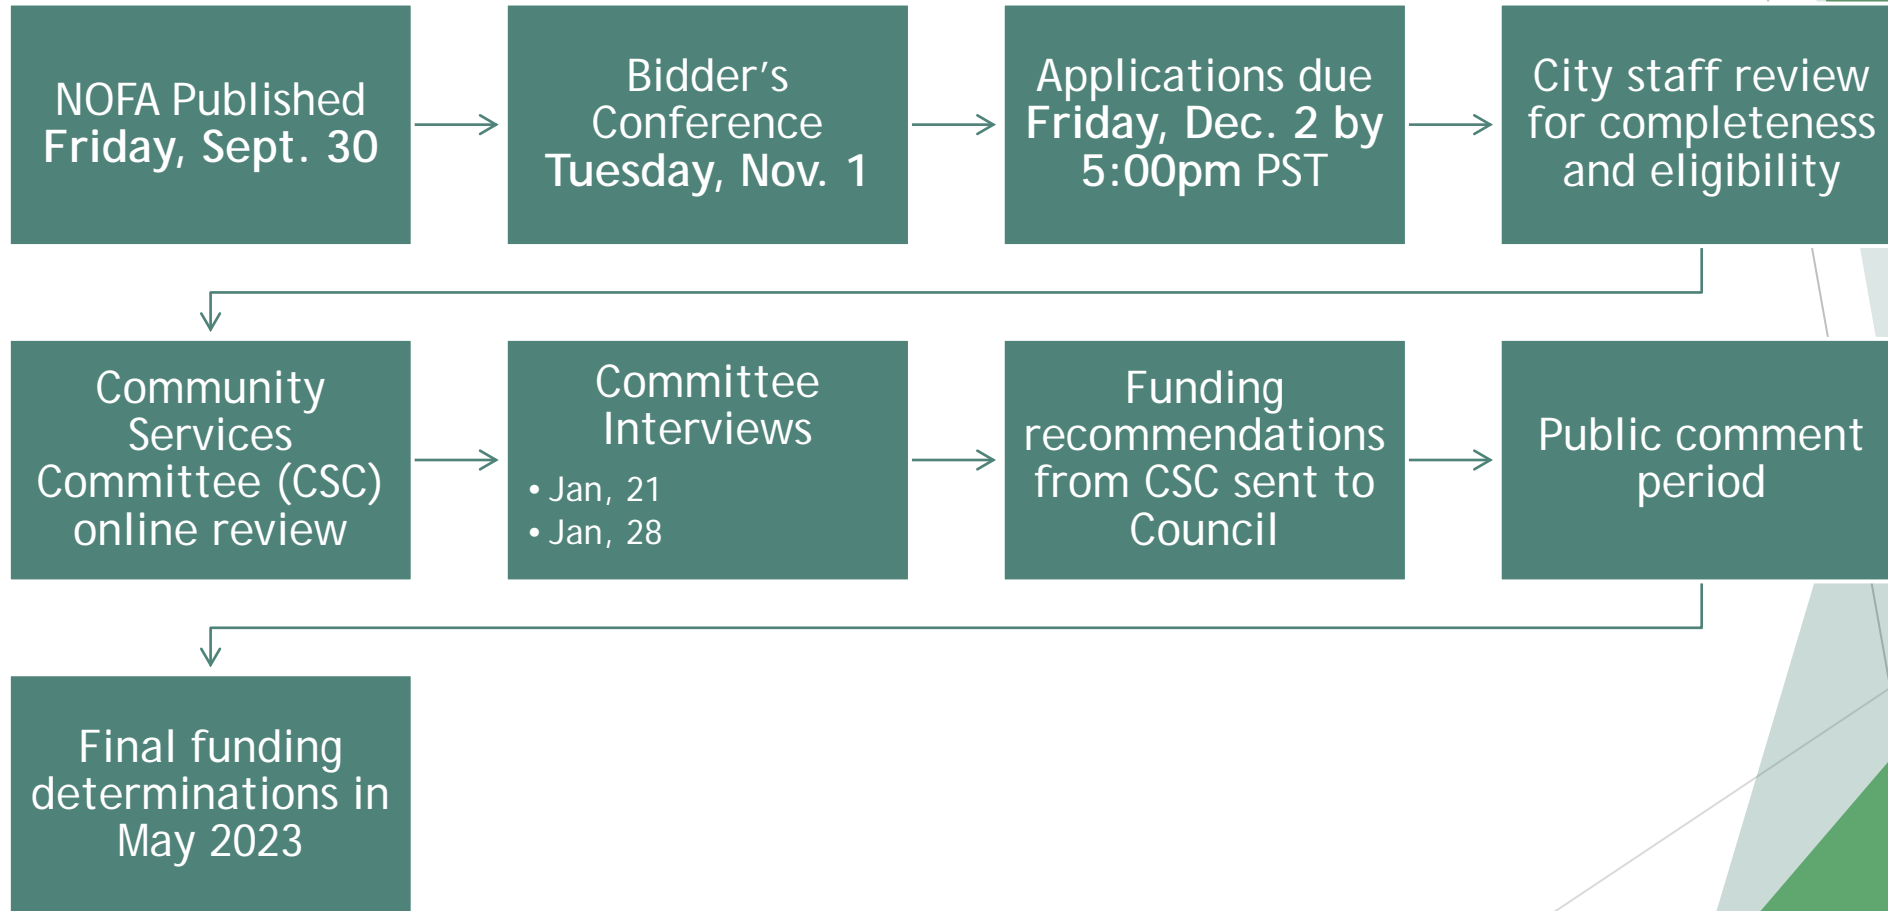 NOFA Published
Friday, Sept. 30
Bidder's
Conference
Tuesday, Nov. 1
Applications due
Friday, Dec. 2 by
5:00pm PST
City staff review
for completeness
and eligibility
Community
Services
Committee (CSC)
online review
Committee
Interviews
• Jan, 21
• Jan, 28
Funding
recommendations
from CSC sent to
Council
Public comment
period
Final funding
determinations in
May 2023